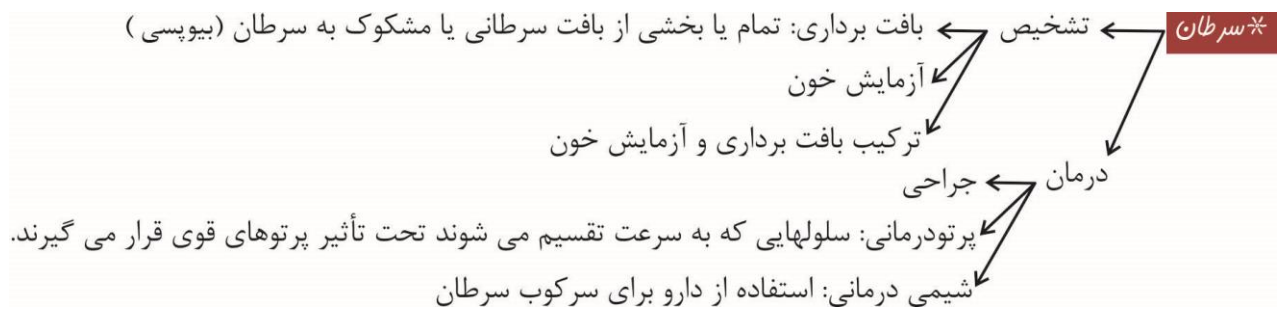 *سرطان تشخیص بافت برداری: تمام یا بخشی از بافت سرطانی یا مشکوک به سرطان (بیوپسی)
آزمایش خون
ترکیب بافت برداری و آزمایش خون
درمان جراحی
پرتودرمانی: سلولهایی که به سرعت تقسیم می شوند تحت تأثیر پرتوهای قوی قرار می گیرند.
شیمی درمانی: استفاده از دارو برای سرکوب سرطان